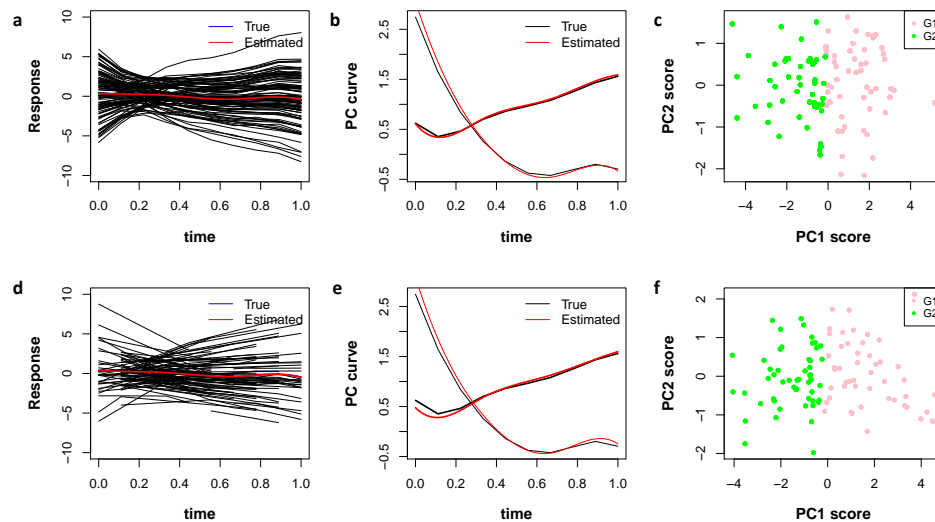 a
Response
10
5
0
−5
−10
True
Estimated
0.0 0.2 0.4 0.6 0.8 1.0
time
b
PC curve
2.5
1.5
0.5
−0.5
True
Estimated
0.0 0.2 0.4 0.6 0.8 1.0
time
c
PC2 score
1
0
−1
−2
G1
G2
−4 −2 0 2 4
PC1 score
d
Response
10
5
0
−5
−10
True
Estimated
0.0 0.2 0.4 0.6 0.8 1.0
time
e
PC curve
2.5
1.5
0.5
−0.5
True
Estimated
0.0 0.2 0.4 0.6 0.8 1.0
time
f
PC2 score
2
1
0
−1
−2
G1
G2
−4 −2 0 2 4
PC1 score